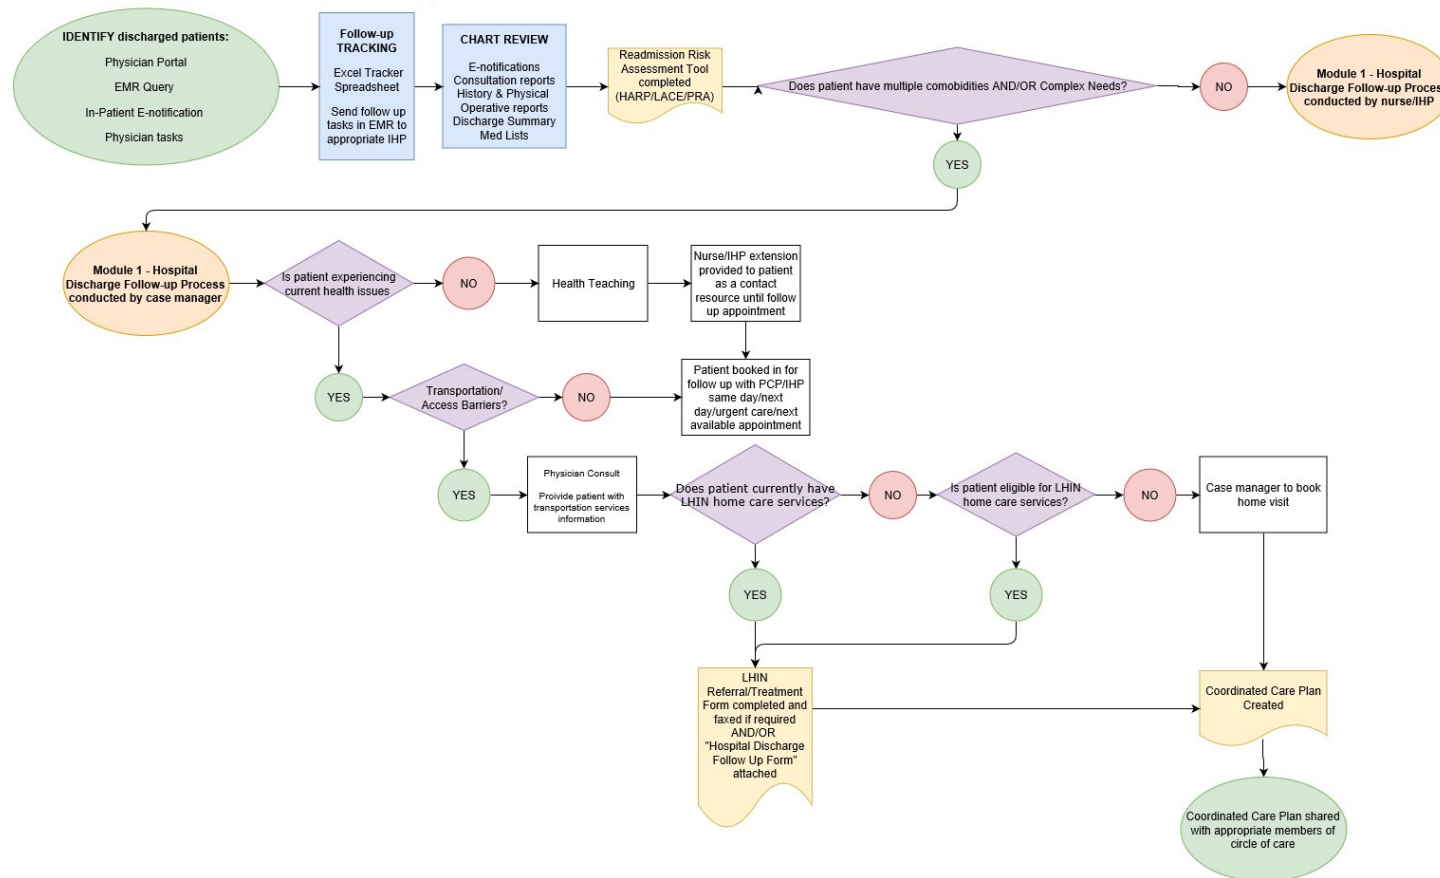 IDENTIFY discharged patients:
Physician Portal
EMR Query
In-Patient E-notification
Physician tasks
Follow-up
TRACKING
Excel Tracker
Spreadsheet
Send follow up
tasks in EMR to
appropriate IHP
CHART REVIEW
E-notifications
Consultation reports
History & Physical
Operative reports
Discharge Summary
Med Lists
Readmission Risk
Assessment Tool
completed
(HARP/LACE/PRA)
Does patient have multiple comobidities AND/OR Complex Needs?
NO
Module 1 - Hospital
Discharge Follow-up Proces
conducted by nurse/IHP
YES
Module 1 - Hospital
Discharge Follow-up Process
conducted by case manager
Is patient experiencing
current health issues
NO
Health Teaching
Nurse/IHP extension
provided to patient
as a contact
resource until follow
up appointment
YES
Transportation/
Access Barriers?
NO
Patient booked in for
follow up with PCP/IHP
same day/next
day/urgent care/next
available appointment
YES
Physician Consult
Provide patient with
transportation services
information
Does patient currently have
LHIN home care services?
NO
Is patient eligible for LHIN
home care services?
NO
Case manager to book
home visit
YES
YES
LHIN
Referral/Treatment
Form completed and
faxed if required
AND/OR
"Hospital Discharge
Follow Up Form"
attached
Coordinated Care Plan
Created
Coordinated Care Plan shared
with appropriate members of
circle of care